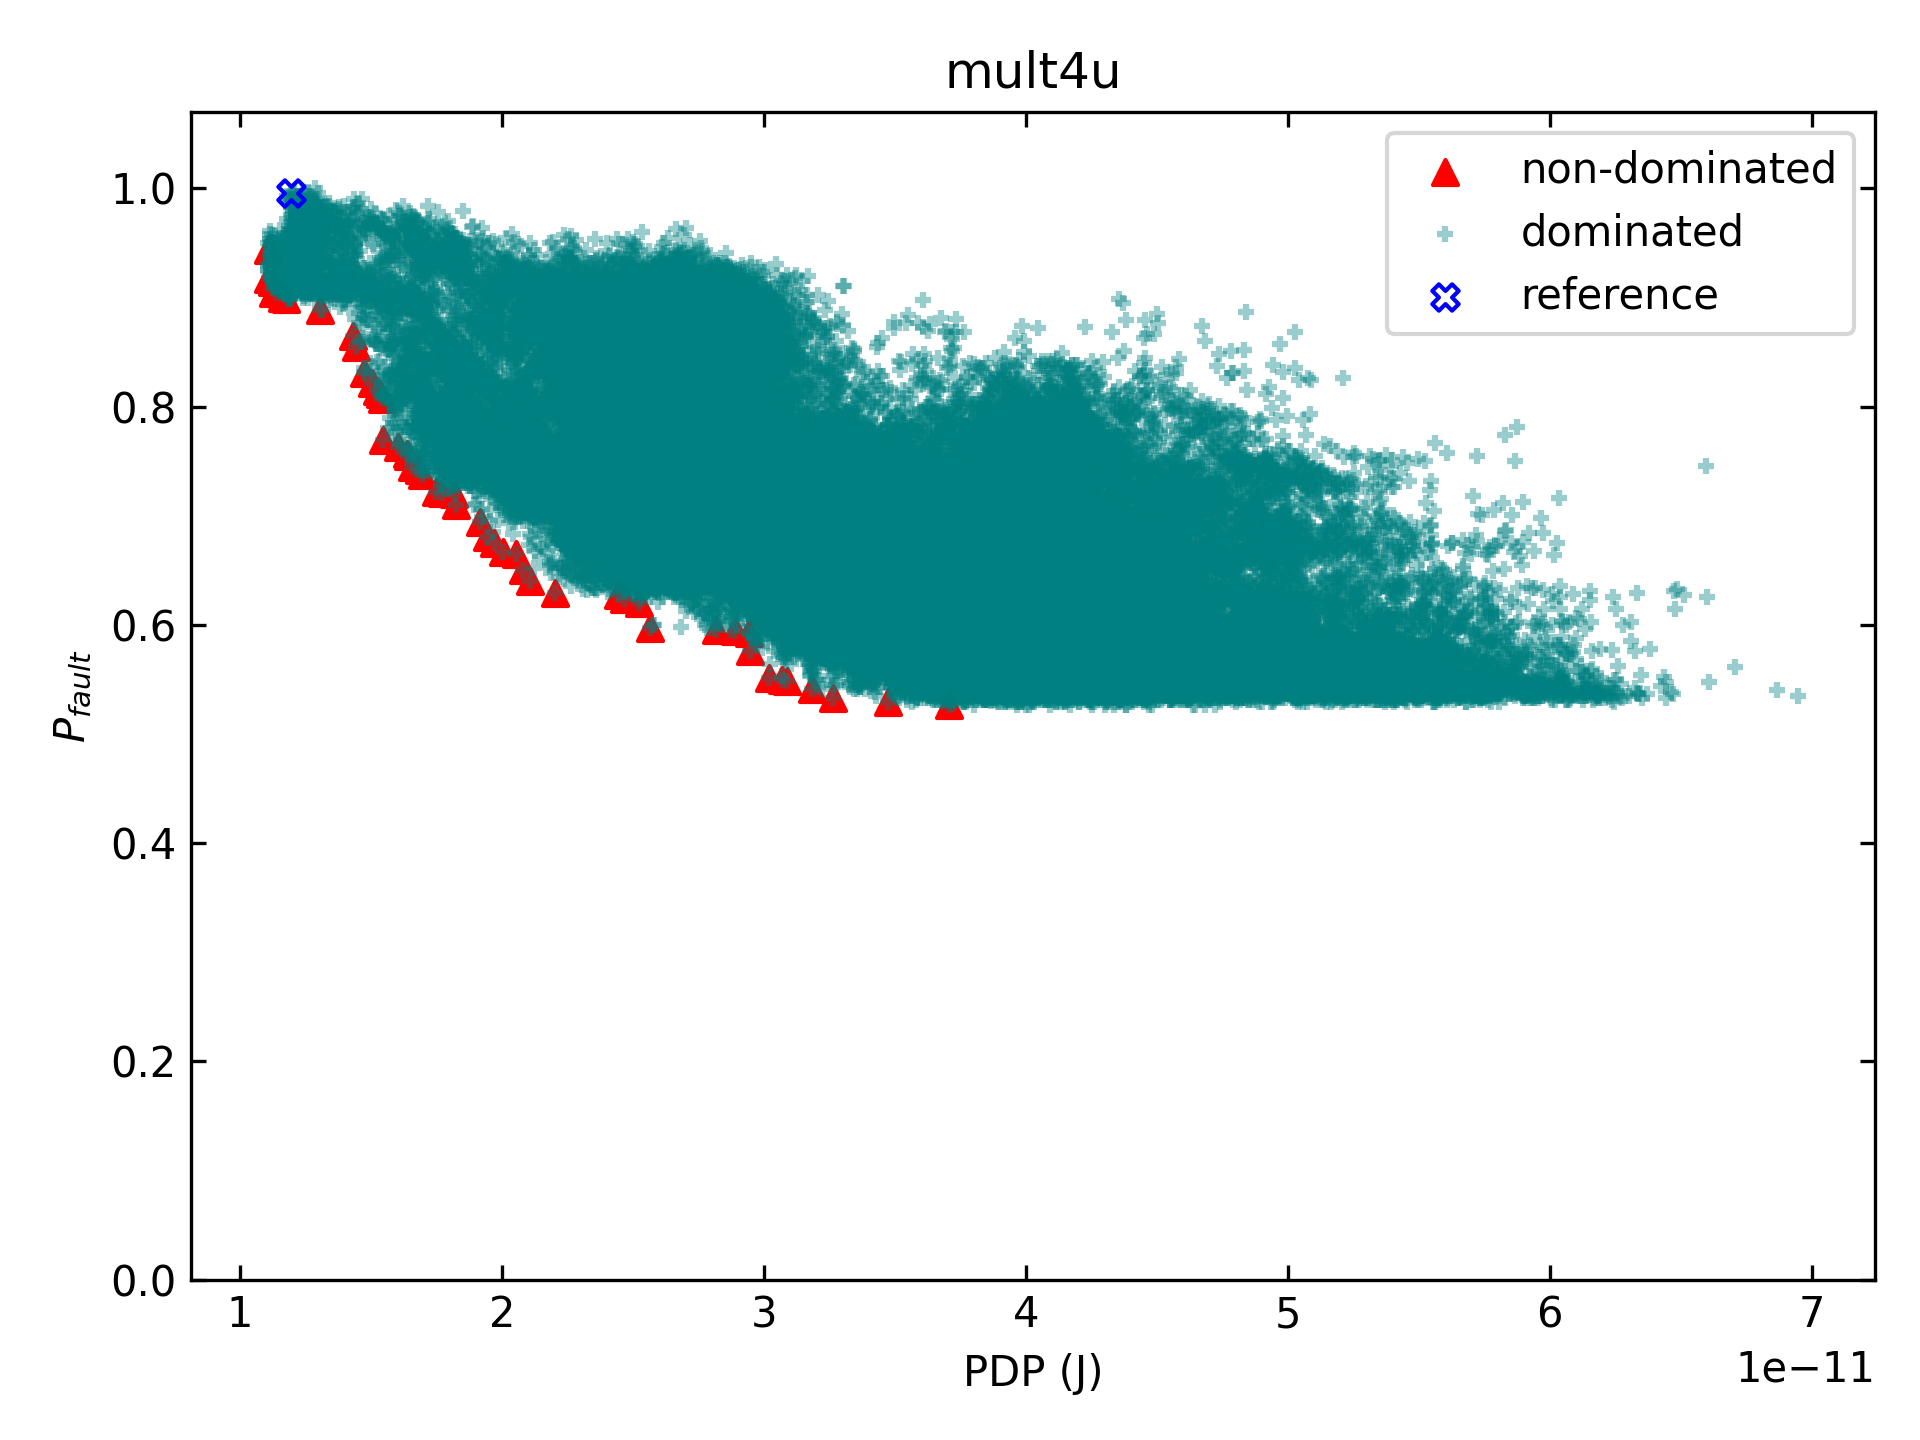 mult4u
non-dominated
dominated
reference
1.0
0.8
0.6
0.4
0.2
0.0
P_fault
1 2 3 4 5 6 7
1e−11
PDP (J)